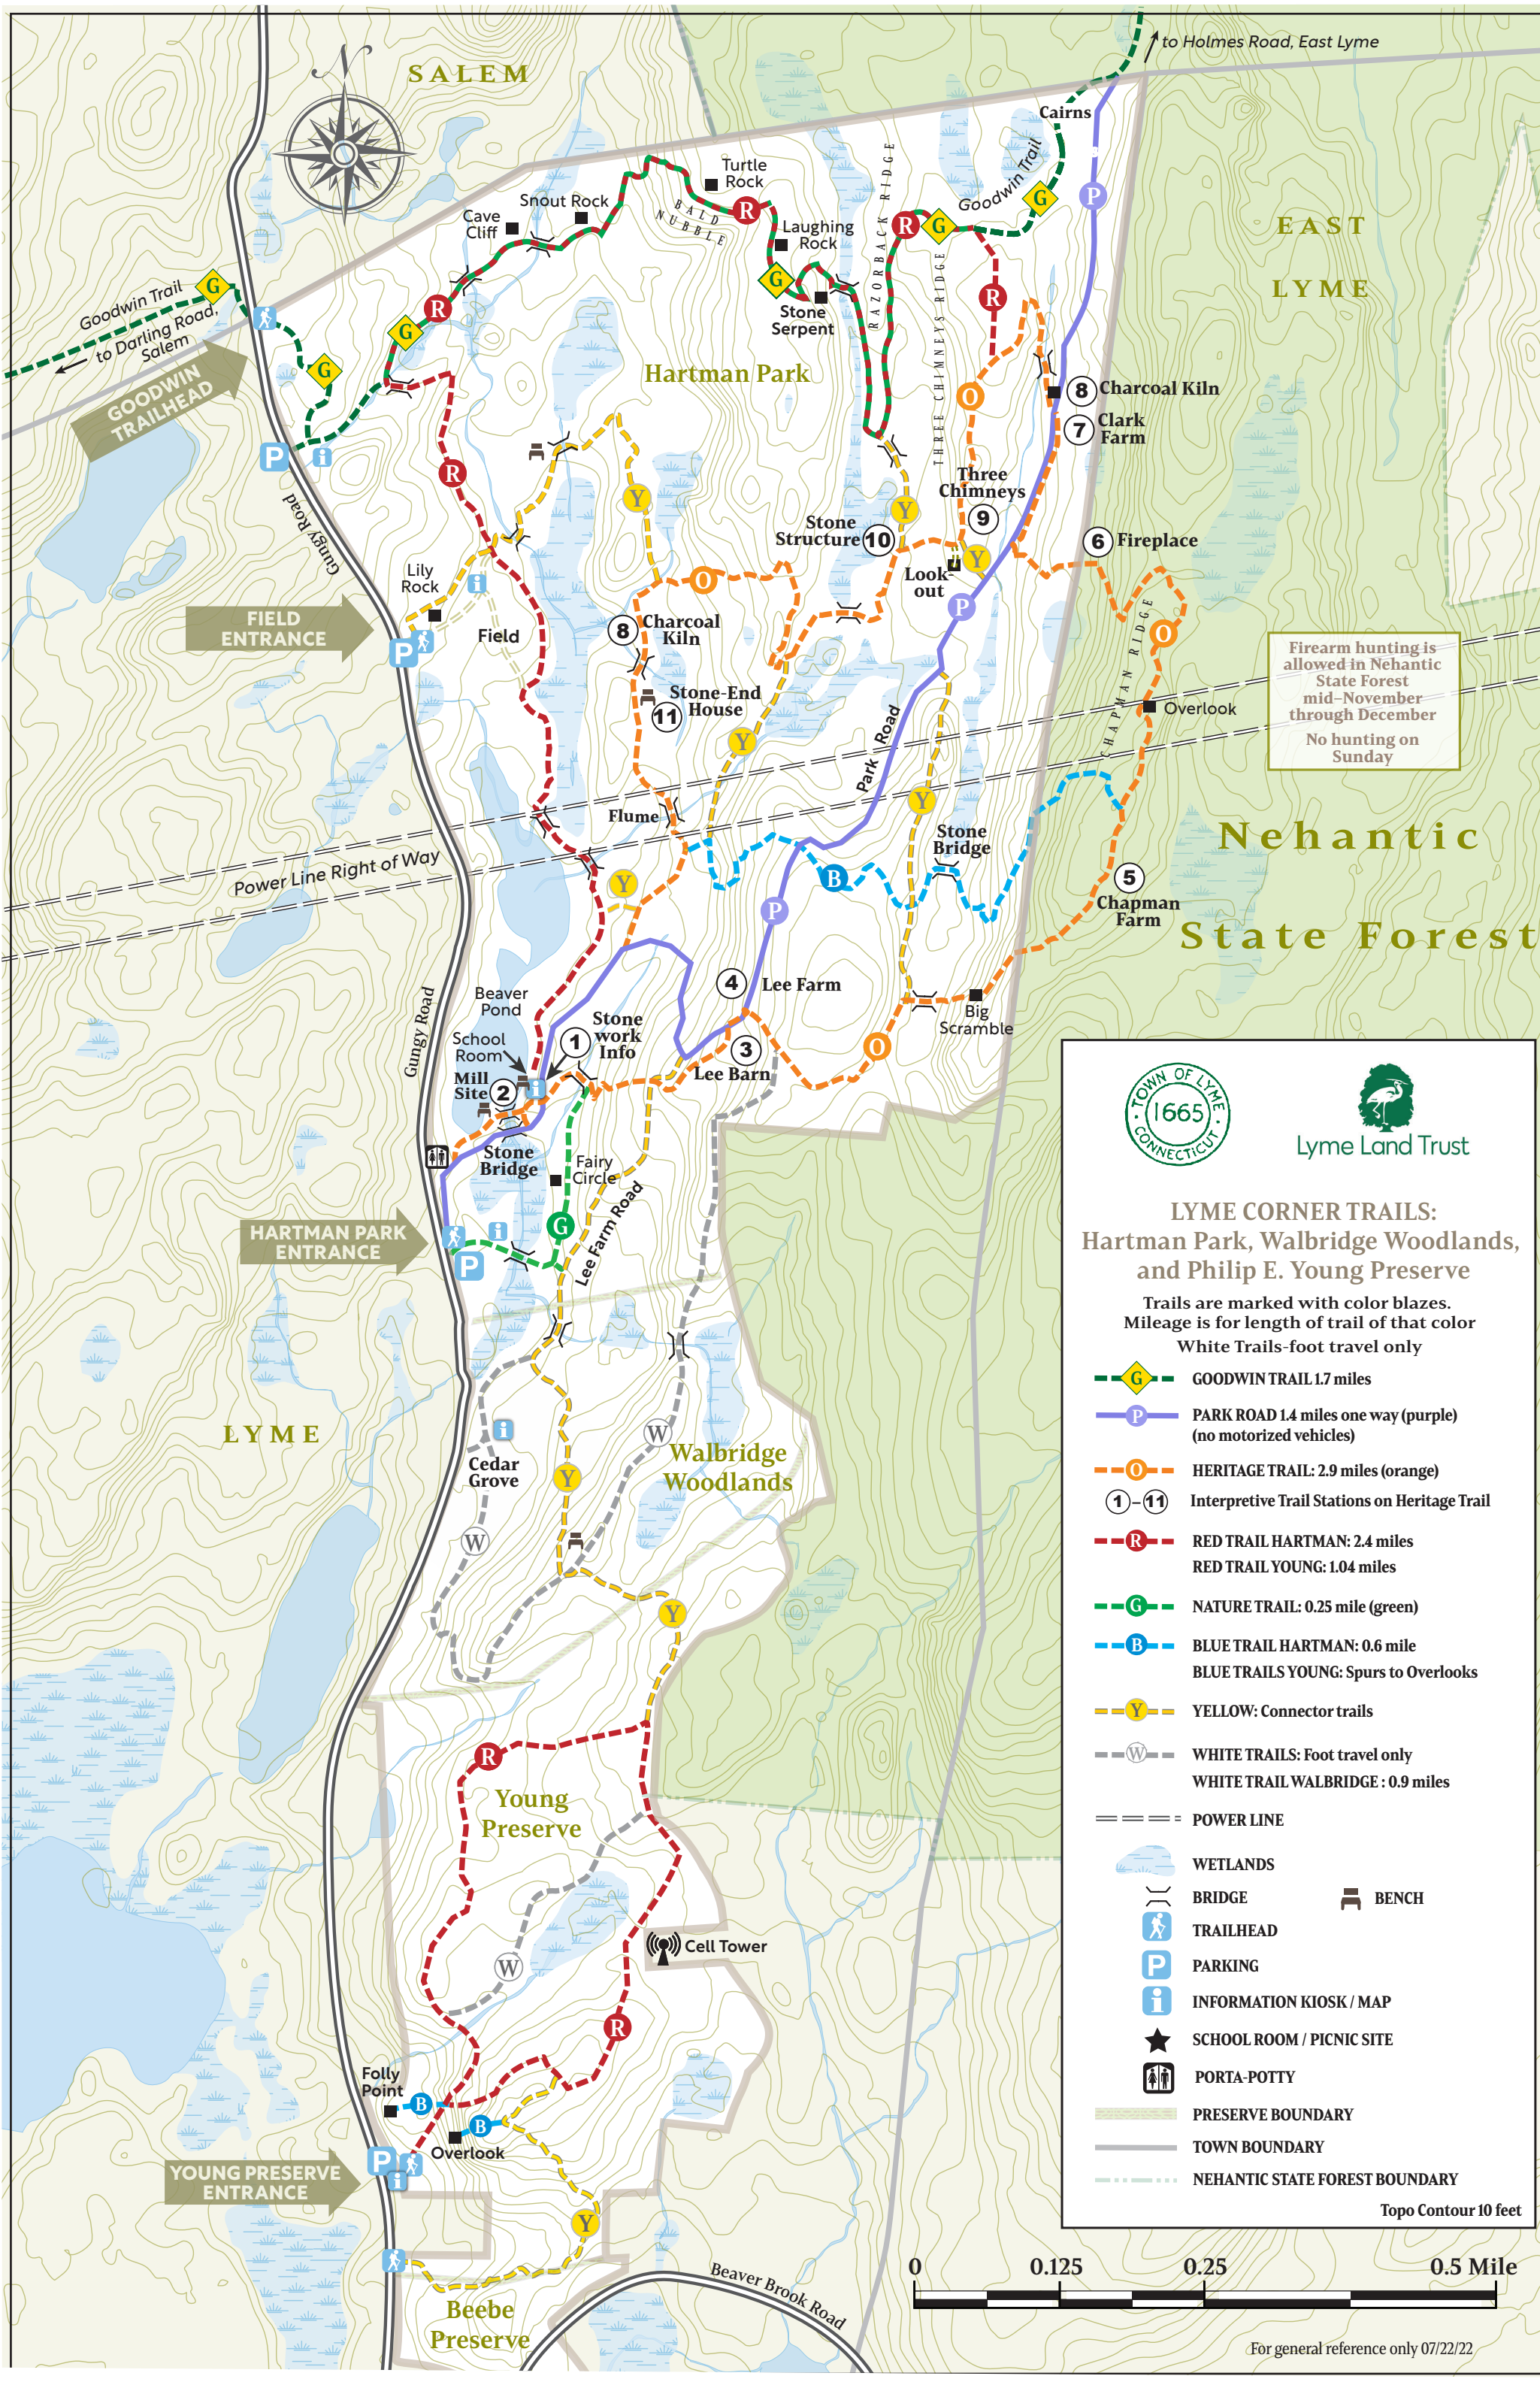 to Holmes Road, East Lyme
SALEM
N
Cairns
Turtle
Rock
Snout Rock
Cave
Cliff
BALD
NUBBLE
R
Laughing
Rock
RAZORBACK RIDGE
R
G
Goodwin Trail
G
P
EAST
LYME
G
Goodwin Trail
to Darling Road,
Salem
GOODWIN
TRAILHEAD
G
G
R
G
Stone
Serpent
THREE CHIMNEYS RIDGE
R
Hartman Park
O
8 Charcoal Kiln
7 Clark
Farm
P
i
R
Y
Y
Three
Chimneys
9
Stone
Structure 10
Y
Look-
out
6 Fireplace
Gungy Road
Lily
Rock
i
O
P
FIELD
ENTRANCE
P
Field
8 Charcoal
Kiln
O
CHAPMAN RIDGE
Firearm hunting is
allowed in Nehantic
State Forest
mid–November
through December
No hunting on
Sunday
Stone-End
House
11
Overlook
Y
Park Road
Y
Flume
Stone
Bridge
Nehantic
State Forest
Power Line Right of Way
Y
B
P
5
Chapman
Farm
4 Lee Farm
Beaver
Pond
Gungy Road
Stone
work
Info
1
School
Room
Big
Scramble
O
3
Lee Barn
Mill
Site 2
i
Stone
Bridge
Fairy
Circle
G
Lee Farm Road
HARTMAN PARK
ENTRANCE
i
P
LYME
i
Cedar
Grove
W
Y
W
Walbridge
Woodlands
Y
R
Young
Preserve
W
Cell Tower
R
Folly
Point
B
B
Overlook
P
i
YOUNG PRESERVE
ENTRANCE
Y
Beebe
Preserve
Beaver Brook Road
TOWN OF LYME
1665
CONNECTICUT
Lyme Land Trust
LYME CORNER TRAILS:
Hartman Park, Walbridge Woodlands,
and Philip E. Young Preserve
Trails are marked with color blazes.
Mileage is for length of trail of that color
White Trails-foot travel only
G GOODWIN TRAIL 1.7 miles
P PARK ROAD 1.4 miles one way (purple)
(no motorized vehicles)
O HERITAGE TRAIL: 2.9 miles (orange)
1–11 Interpretive Trail Stations on Heritage Trail
R RED TRAIL HARTMAN: 2.4 miles
RED TRAIL YOUNG: 1.04 miles
G NATURE TRAIL: 0.25 mile (green)
B BLUE TRAIL HARTMAN: 0.6 mile
BLUE TRAILS YOUNG: Spurs to Overlooks
Y YELLOW: Connector trails
W WHITE TRAILS: Foot travel only
WHITE TRAIL WALBRIDGE : 0.9 miles
POWER LINE
WETLANDS
BRIDGE
BENCH
TRAILHEAD
P PARKING
i INFORMATION KIOSK / MAP
SCHOOL ROOM / PICNIC SITE
PORTA-POTTY
PRESERVE BOUNDARY
TOWN BOUNDARY
NEHANTIC STATE FOREST BOUNDARY
Topo Contour 10 feet
0 0.125 0.25 0.5 Mile
For general reference only 07/22/22